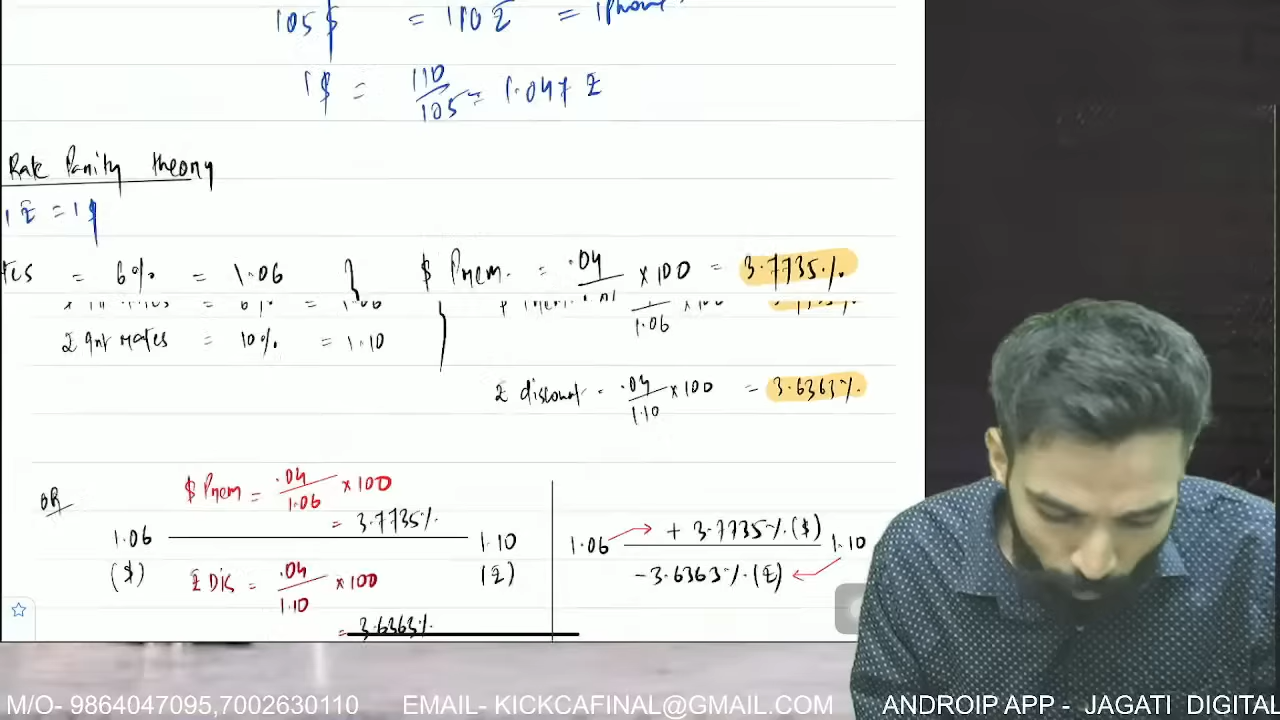 105 $ = 110 £ = iphone.
1 $ = 110/105 = 1.047 £
Rate Parity theory
1 £ = 1 $
= 6% = 1.06 } $ Prem. = .04/1.06 × 100 = 3.7735%
£ Int Rates = 10% = 1.10
£ discount = .04/1.10 × 100 = 3.6363%
OR
$ Prem = .04/1.06 × 100
= 3.7735%
1.06 1.10
($) (£)
£ Dis = .04/1.10 × 100
= 3.6363%
1.06 + 3.7735% ($) 1.10
-3.6363% (£)
M/O- 9864047095,7002630110 EMAIL- KICKCAFINAL@GMAIL.COM ANDROIP APP - JAGATI DIGITAL